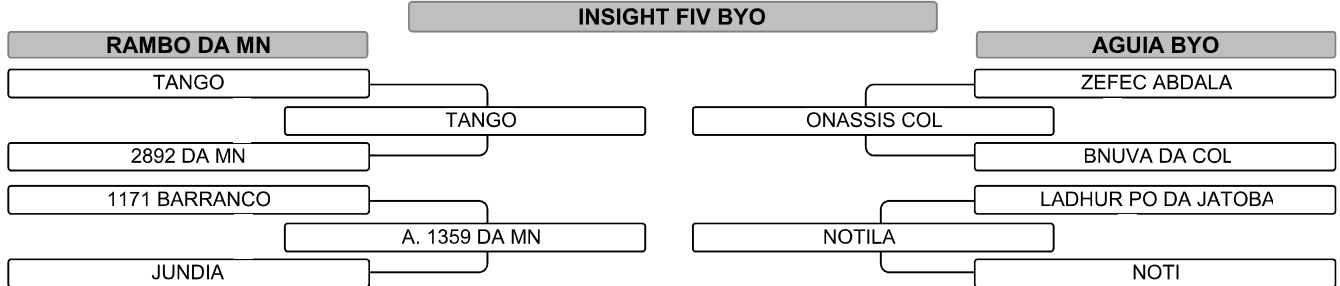 INSIGHT FIV BYO
RAMBO DA MN
AGUIA BYO
TANGO
ZEFEC ABDALA
TANGO
ONASSIS COL
2892 DA MN
BNUVA DA COL
1171 BARRANCO
LADHUR PO DA JATOBA
A. 1359 DA MN
NOTILA
JUNDIA
NOTI